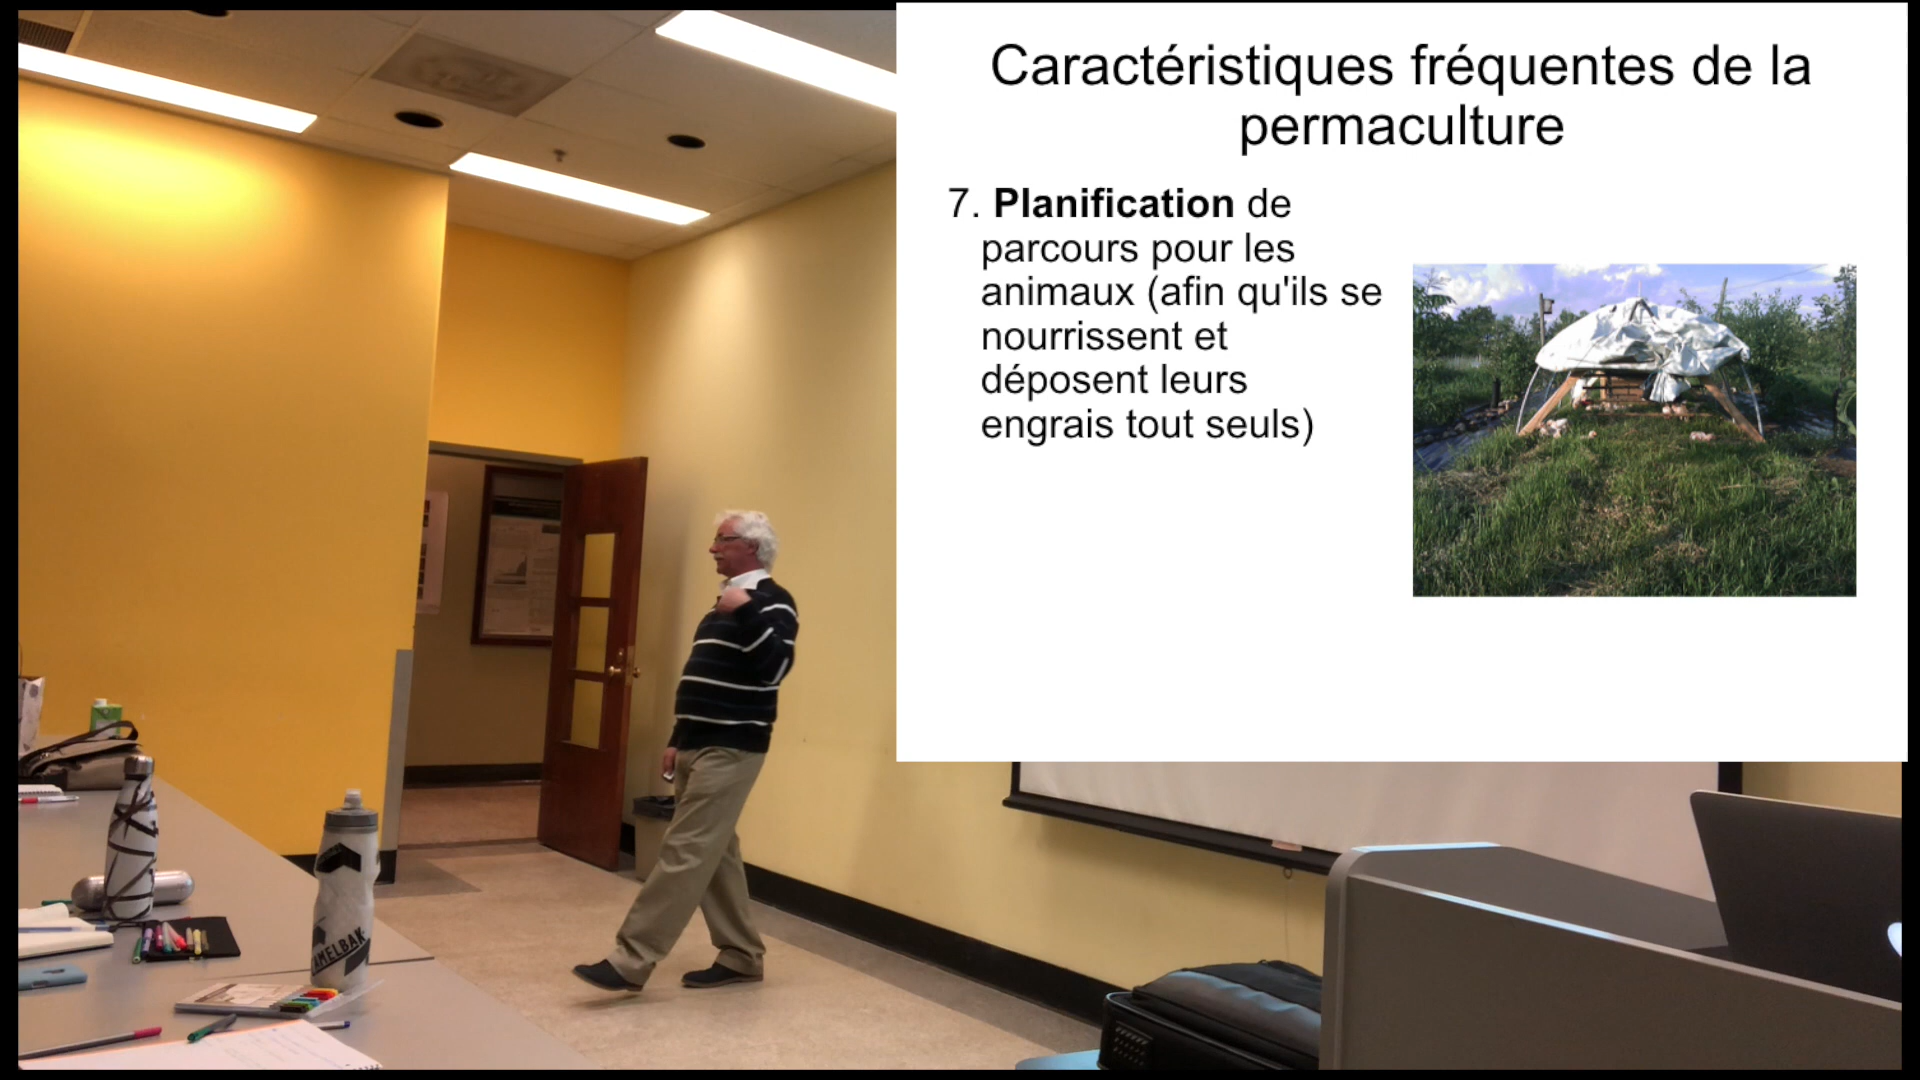 Caractéristiques fréquentes de la
permaculture
7. Planification de
parcours pour les
animaux (afin qu'ils se
nourrissent et
déposent leurs
engrais tout seuls)
AMELBAK